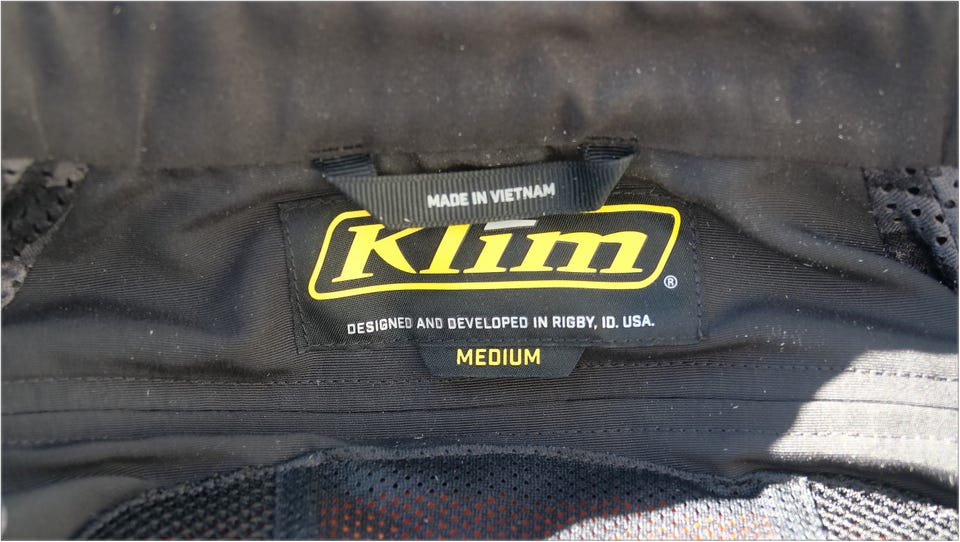 MADE IN VIETNAM
Klim
®
DESIGNED AND DEVELOPED IN RIGBY, ID. USA.
MEDIUM